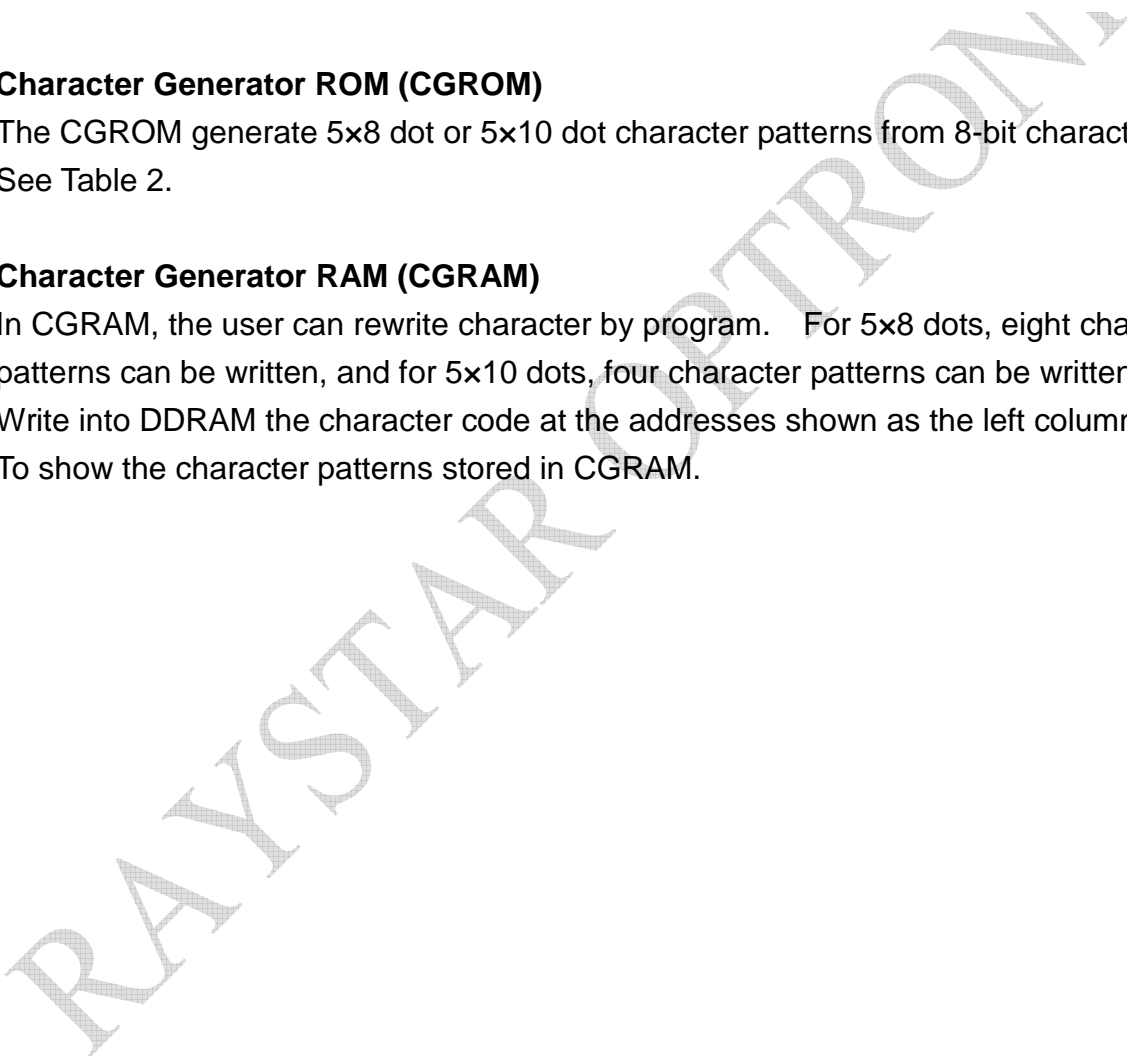 Character Generator ROM (CGROM)
The CGROM generate 5×8 dot or 5×10 dot character patterns from 8-bit charact
See Table 2.
Character Generator RAM (CGRAM)
In CGRAM, the user can rewrite character by program. For 5×8 dots, eight cha
patterns can be written, and for 5×10 dots, four character patterns can be written
Write into DDRAM the character code at the addresses shown as the left column
To show the character patterns stored in CGRAM.
RAYSTAR OPTRON